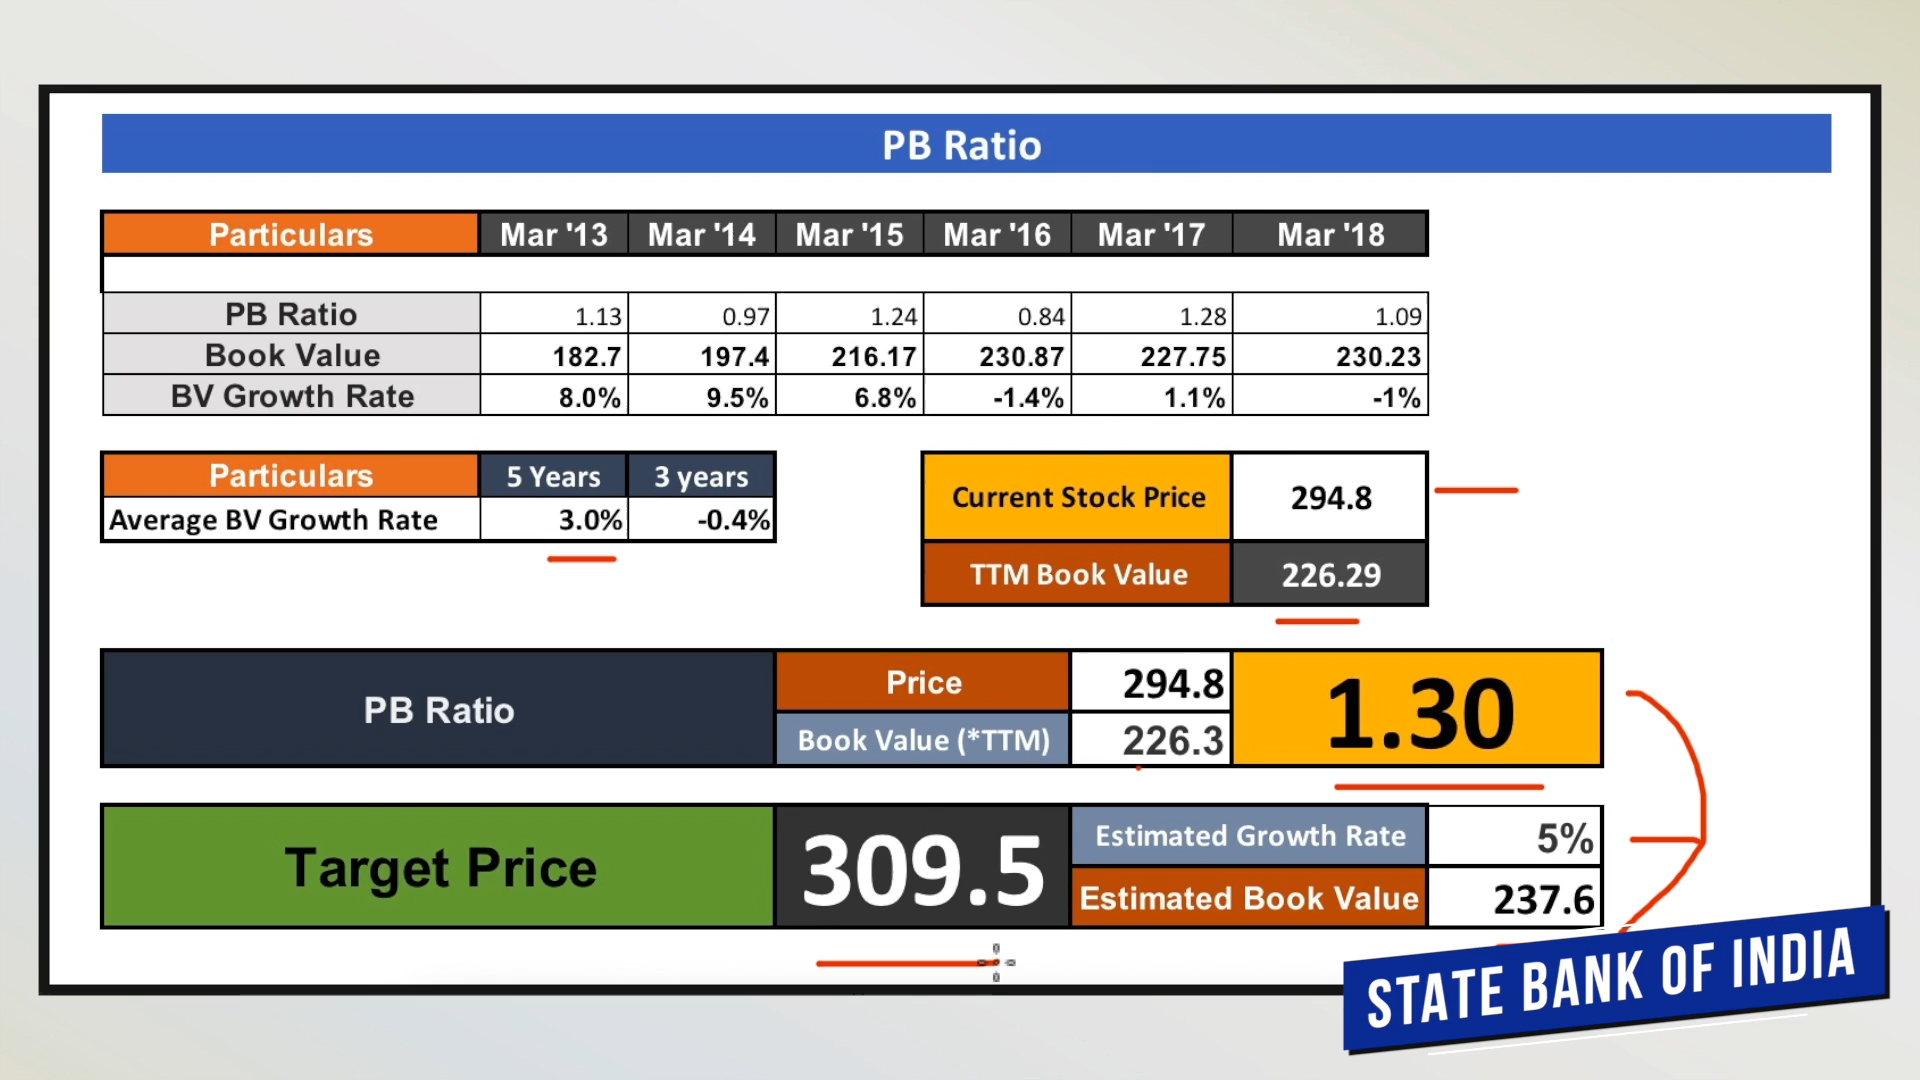 PB Ratio
Particulars Mar '13 Mar '14 Mar '15 Mar '16 Mar '17 Mar '18
PB Ratio 1.13 0.97 1.24 0.84 1.28 1.09
Book Value 182.7 197.4 216.17 230.87 227.75 230.23
BV Growth Rate 8.0% 9.5% 6.8% -1.4% 1.1% -1%
Particulars 5 Years 3 years
Average BV Growth Rate 3.0% -0.4%
Current Stock Price 294.8
TTM Book Value 226.29
PB Ratio
Price 294.8
Book Value (*TTM) 226.3
1.30
Target Price 309.5
Estimated Growth Rate 5%
Estimated Book Value 237.6
STATE BANK OF INDIA